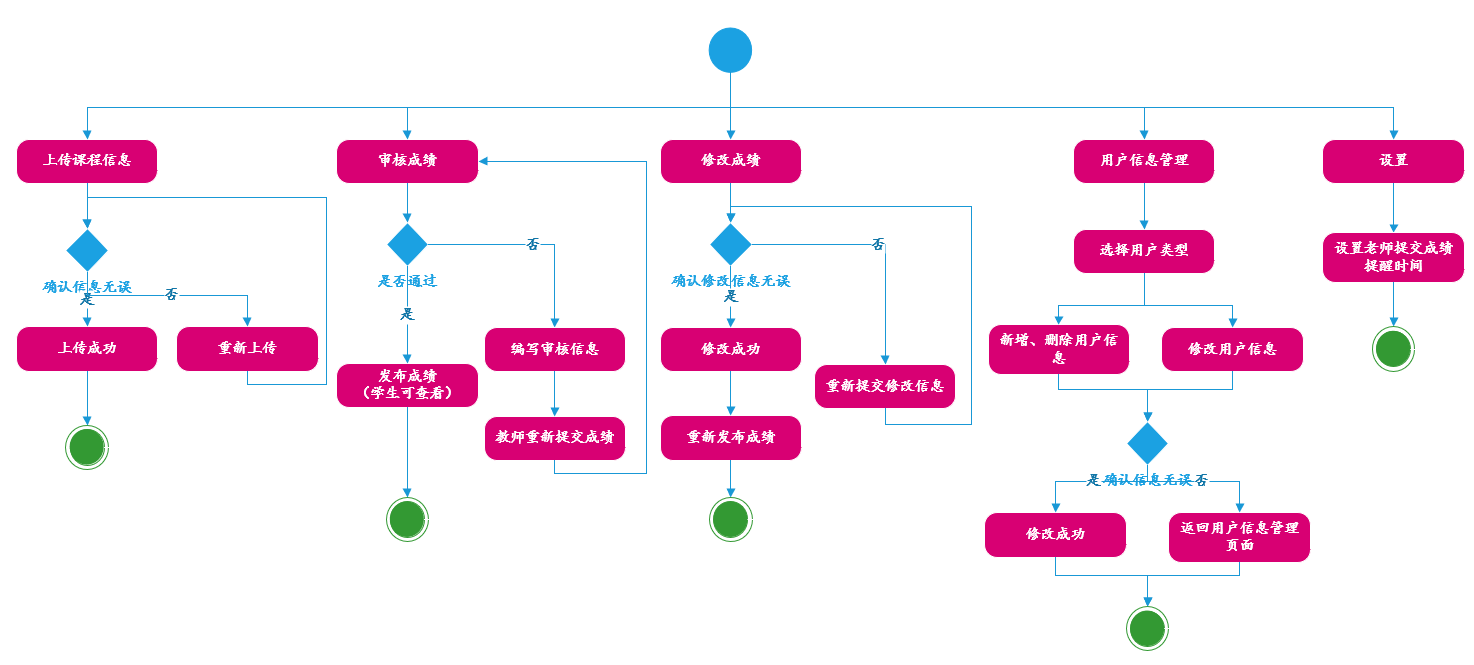 上传课程信息
审核成绩
修改成绩
用户信息管理
设置
确认信息无误
是
否
上传成功
重新上传
是否通过
否
是
编写审核信息
发布成绩
（学生可查看）
教师重新提交成绩
确认修改信息无误
否
是
修改成功
重新提交修改信息
重新发布成绩
选择用户类型
新增、删除用户信
息
修改用户信息
是
确认信息无误
否
修改成功
返回用户信息管理
页面
设置老师提交成绩
提醒时间